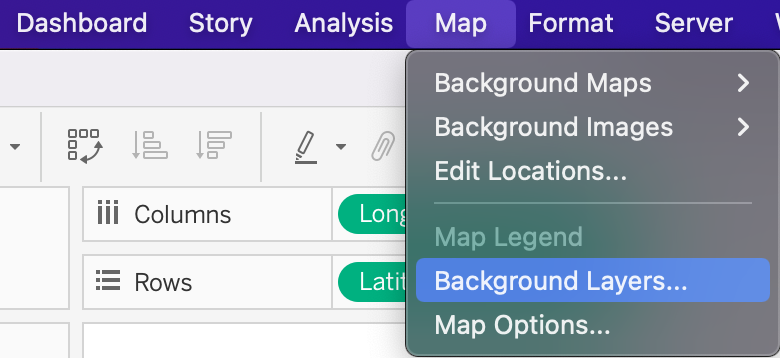 Dashboard Story Analysis Map Format Server
Background Maps
Background Images
Edit Locations...
Map Legend
Background Layers...
Map Options...
Columns
Rows